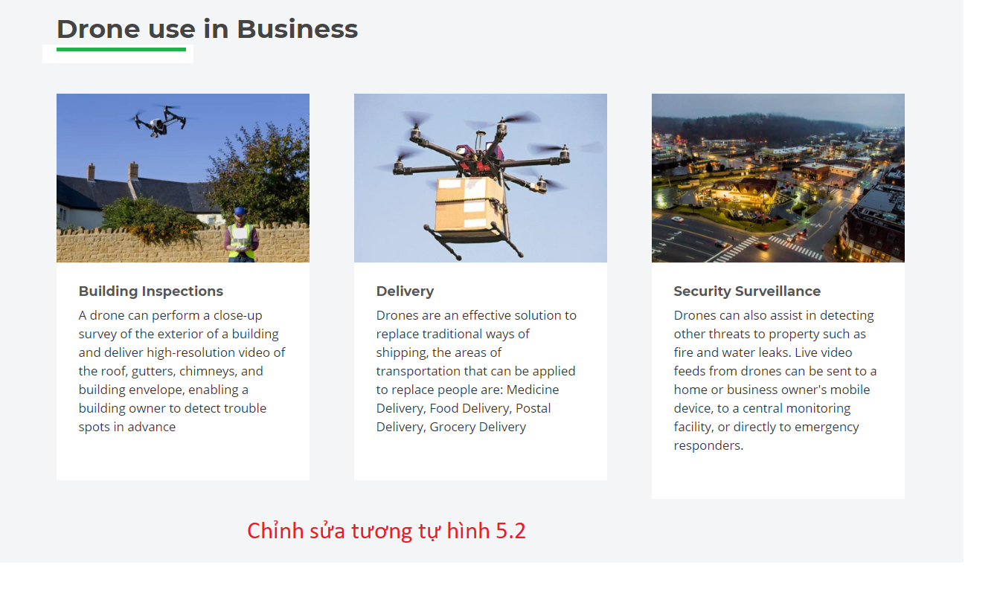 Drone use in Business
Building Inspections
A drone can perform a close-up
survey of the exterior of a building
and deliver high-resolution video of
the roof, gutters, chimneys, and
building envelope, enabling a
building owner to detect trouble
spots in advance
Delivery
Drones are an effective solution to
replace traditional ways of
shipping, the areas of
transportation that can be applied
to replace people are: Medicine
Delivery, Food Delivery, Postal
Delivery, Grocery Delivery
Security Surveillance
Drones can also assist in detecting
other threats to property such as
fire and water leaks. Live video
feeds from drones can be sent to a
home or business owner's mobile
device, to a central monitoring
facility, or directly to emergency
responders.
Chỉnh sửa tương tự hình 5.2